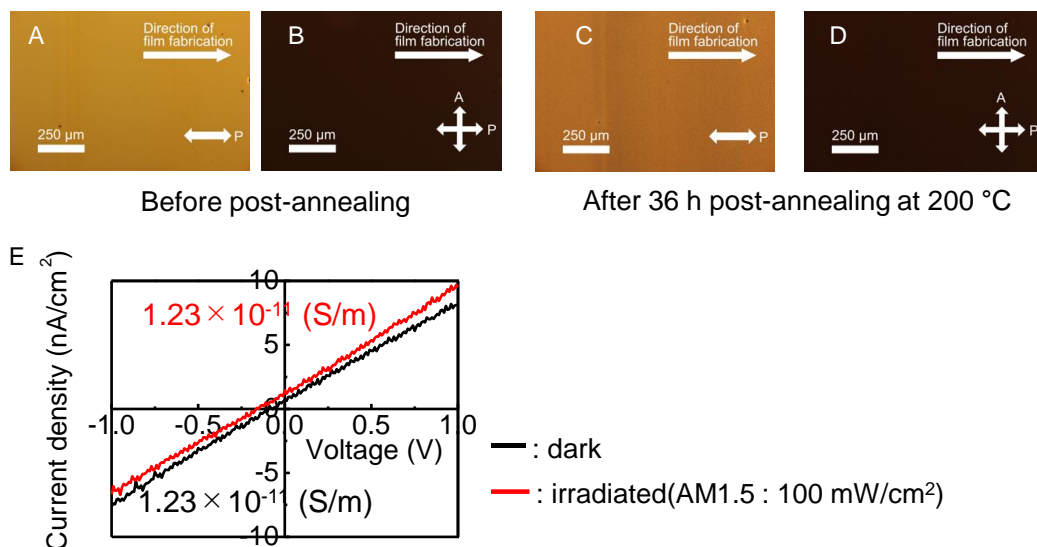 A
Direction of
film fabrication
250 µm
P
B
Direction of
film fabrication
A
P
250 µm
C
Direction of
film fabrication
250 µm
P
D
Direction of
film fabrication
A
P
250 µm
Before post-annealing
After 36 h post-annealing at 200 °C
E
Current density (nA/cm²)
10
1.23×10⁻¹¹ (S/m)
5
0
-1.0
-0.5
0.0
0.5
1.0
Voltage (V)
-5
1.23×10⁻¹¹ (S/m)
-10
: dark
: irradiated(AM1.5 : 100 mW/cm²)